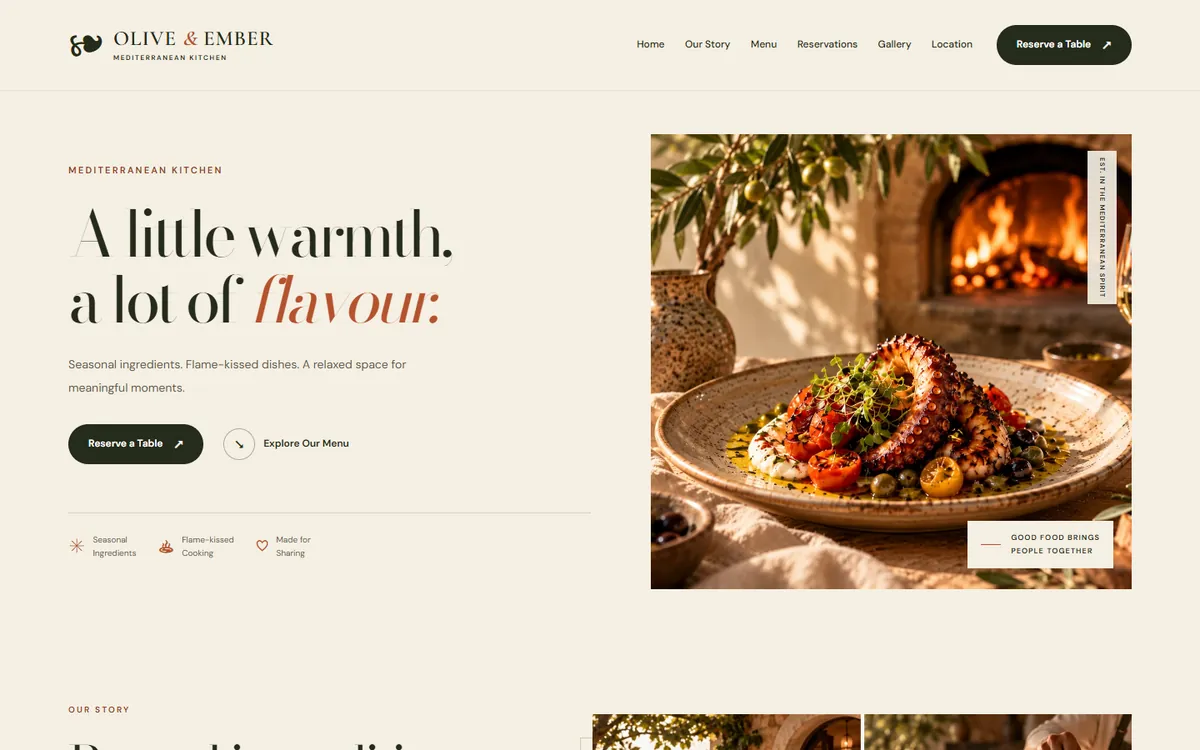 OLIVE & EMBER
MEDITERRANEAN KITCHEN
Home
Our Story
Menu
Reservations
Gallery
Location
Reserve a Table
MEDITERRANEAN KITCHEN
A little warmth,
a lot of flavour.
Seasonal ingredients. Flame-kissed dishes. A relaxed space for
meaningful moments.
Reserve a Table
Explore Our Menu
Seasonal
Ingredients
Flame-kissed
Cooking
Made for
Sharing
EST. IN THE MEDITERRANEAN SPIRIT
GOOD FOOD BRINGS
PEOPLE TOGETHER
OUR STORY